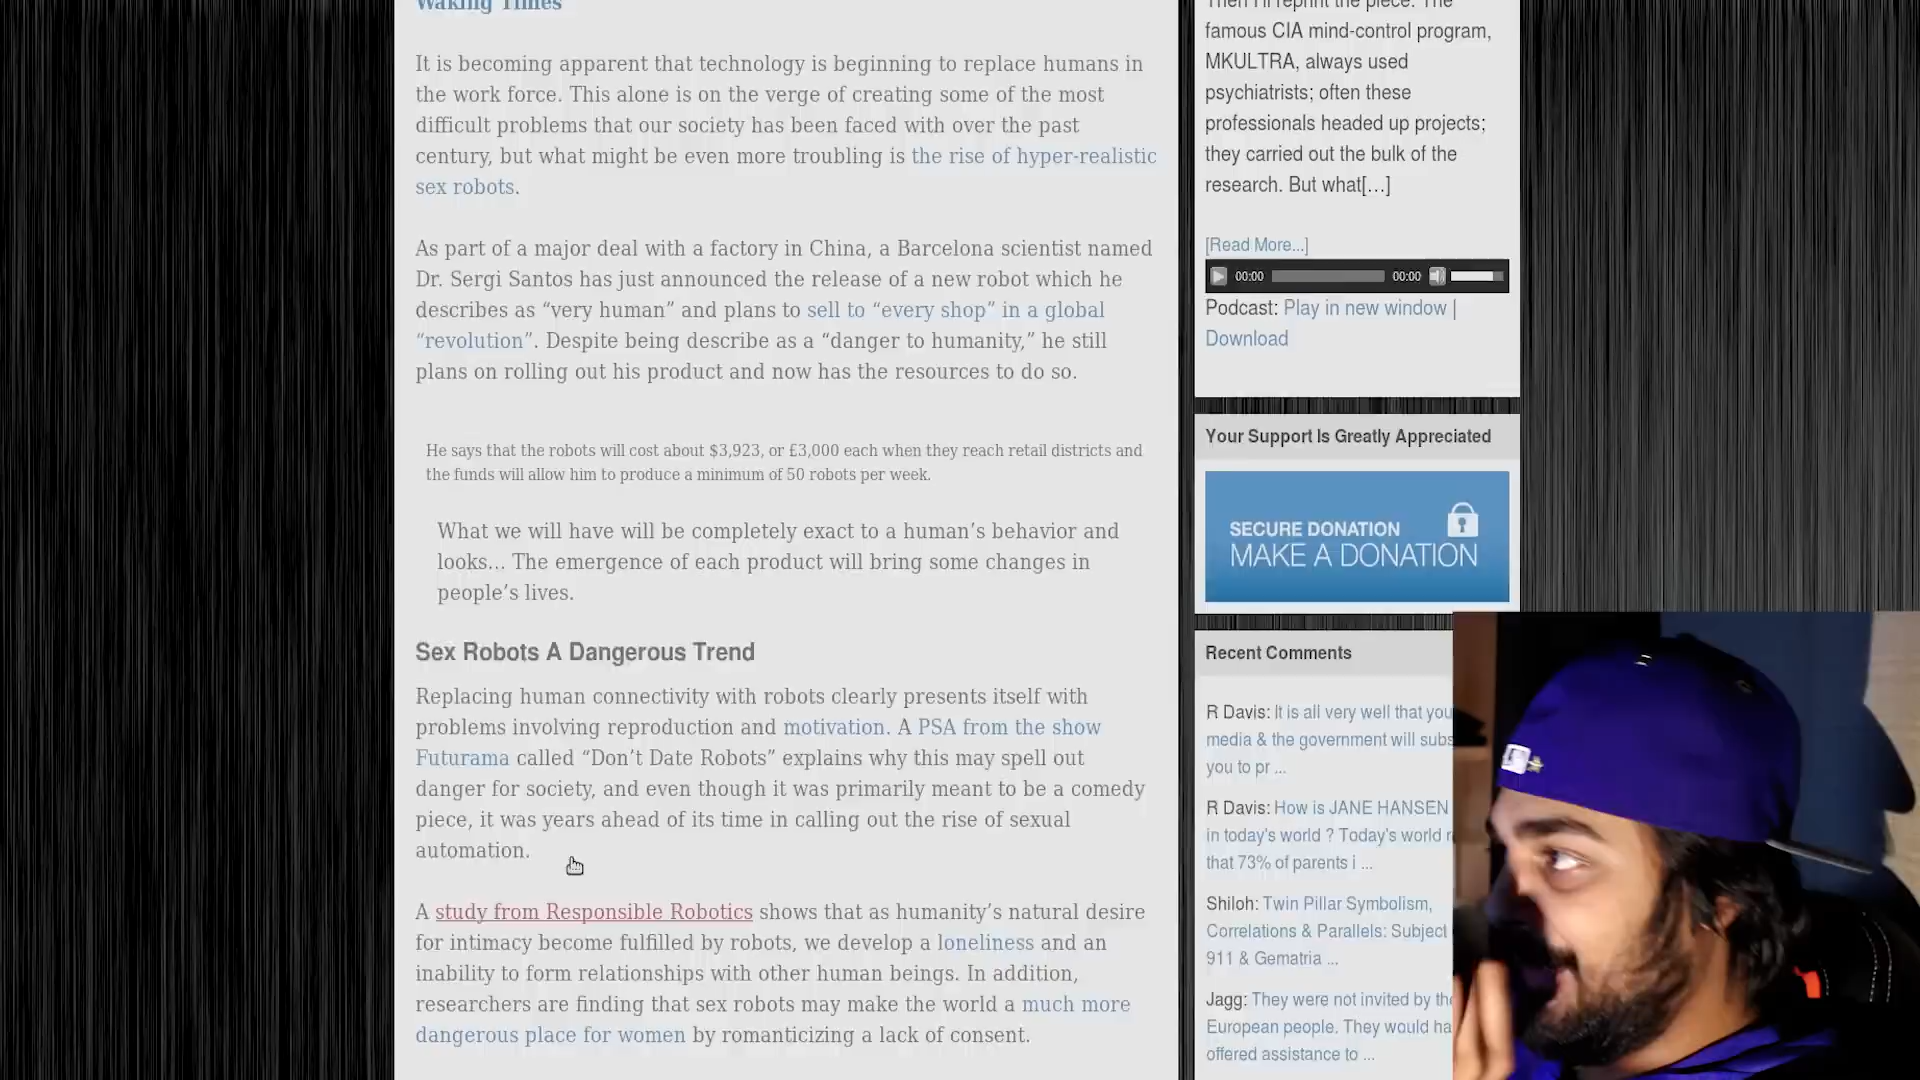 Waking Times
It is becoming apparent that technology is beginning to replace humans in
the work force. This alone is on the verge of creating some of the most
difficult problems that our society has been faced with over the past
century, but what might be even more troubling is the rise of hyper-realistic
sex robots.
As part of a major deal with a factory in China, a Barcelona scientist named
Dr. Sergi Santos has just announced the release of a new robot which he
describes as “very human” and plans to sell to “every shop” in a global
“revolution”. Despite being describe as a “danger to humanity,” he still
plans on rolling out his product and now has the resources to do so.
He says that the robots will cost about $3,923, or £3,000 each when they reach retail districts and
the funds will allow him to produce a minimum of 50 robots per week.
What we will have will be completely exact to a human’s behavior and
looks… The emergence of each product will bring some changes in
people’s lives.
Sex Robots A Dangerous Trend
Replacing human connectivity with robots clearly presents itself with
problems involving reproduction and motivation. A PSA from the show
Futurama called “Don’t Date Robots” explains why this may spell out
danger for society, and even though it was primarily meant to be a comedy
piece, it was years ahead of its time in calling out the rise of sexual
automation.
A study from Responsible Robotics shows that as humanity’s natural desire
for intimacy become fulfilled by robots, we develop a loneliness and an
inability to form relationships with other human beings. In addition,
researchers are finding that sex robots may make the world a much more
dangerous place for women by romanticizing a lack of consent.
Then I'll reprint the piece. The
famous CIA mind-control program,
MKULTRA, always used
psychiatrists; often these
professionals headed up projects;
they carried out the bulk of the
research. But what[…]
[Read More...]
00:00 00:00
Podcast: Play in new window |
Download
Your Support Is Greatly Appreciated
SECURE DONATION
MAKE A DONATION
Recent Comments
R Davis: It is all very well that you
media & the government will subs
you to pr ...
R Davis: How is JANE HANSEN
in today's world ? Today's world
that 73% of parents i ...
Shiloh: Twin Pillar Symbolism,
Correlations & Parallels: Subject
911 & Gematria ...
Jagg: They were not invited by the
European people. They would ha
offered assistance to ...